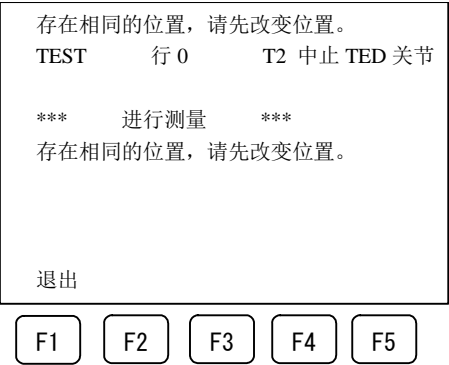 存在相同的位置，请先改变位置。
TEST 行 0 T2 中止 TED 关节
*** 进行测量 ***
存在相同的位置，请先改变位置。
退出
F1 F2 F3 F4 F5